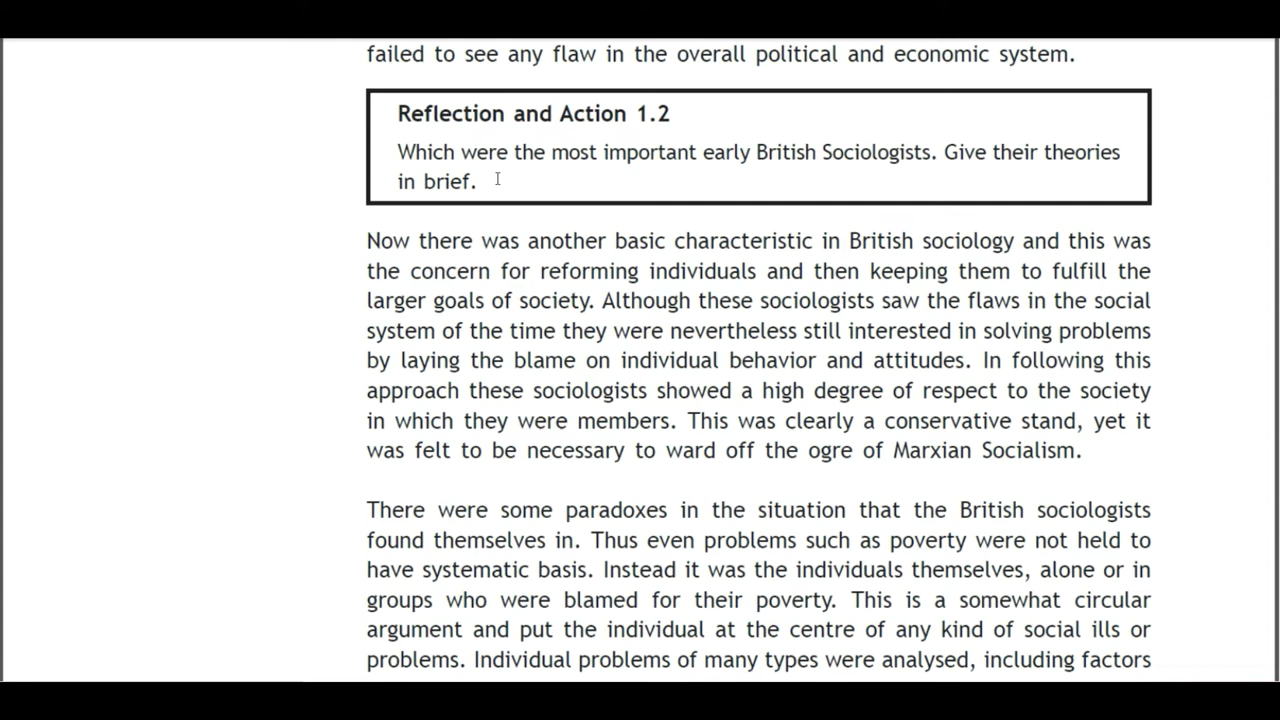 failed to see any flaw in the overall political and economic system.
Reflection and Action 1.2
Which were the most important early British Sociologists. Give their theories
in brief.
Now there was another basic characteristic in British sociology and this was
the concern for reforming individuals and then keeping them to fulfill the
larger goals of society. Although these sociologists saw the flaws in the social
system of the time they were nevertheless still interested in solving problems
by laying the blame on individual behavior and attitudes. In following this
approach these sociologists showed a high degree of respect to the society
in which they were members. This was clearly a conservative stand, yet it
was felt to be necessary to ward off the ogre of Marxian Socialism.
There were some paradoxes in the situation that the British sociologists
found themselves in. Thus even problems such as poverty were not held to
have systematic basis. Instead it was the individuals themselves, alone or in
groups who were blamed for their poverty. This is a somewhat circular
argument and put the individual at the centre of any kind of social ills or
problems. Individual problems of many types were analysed, including factors